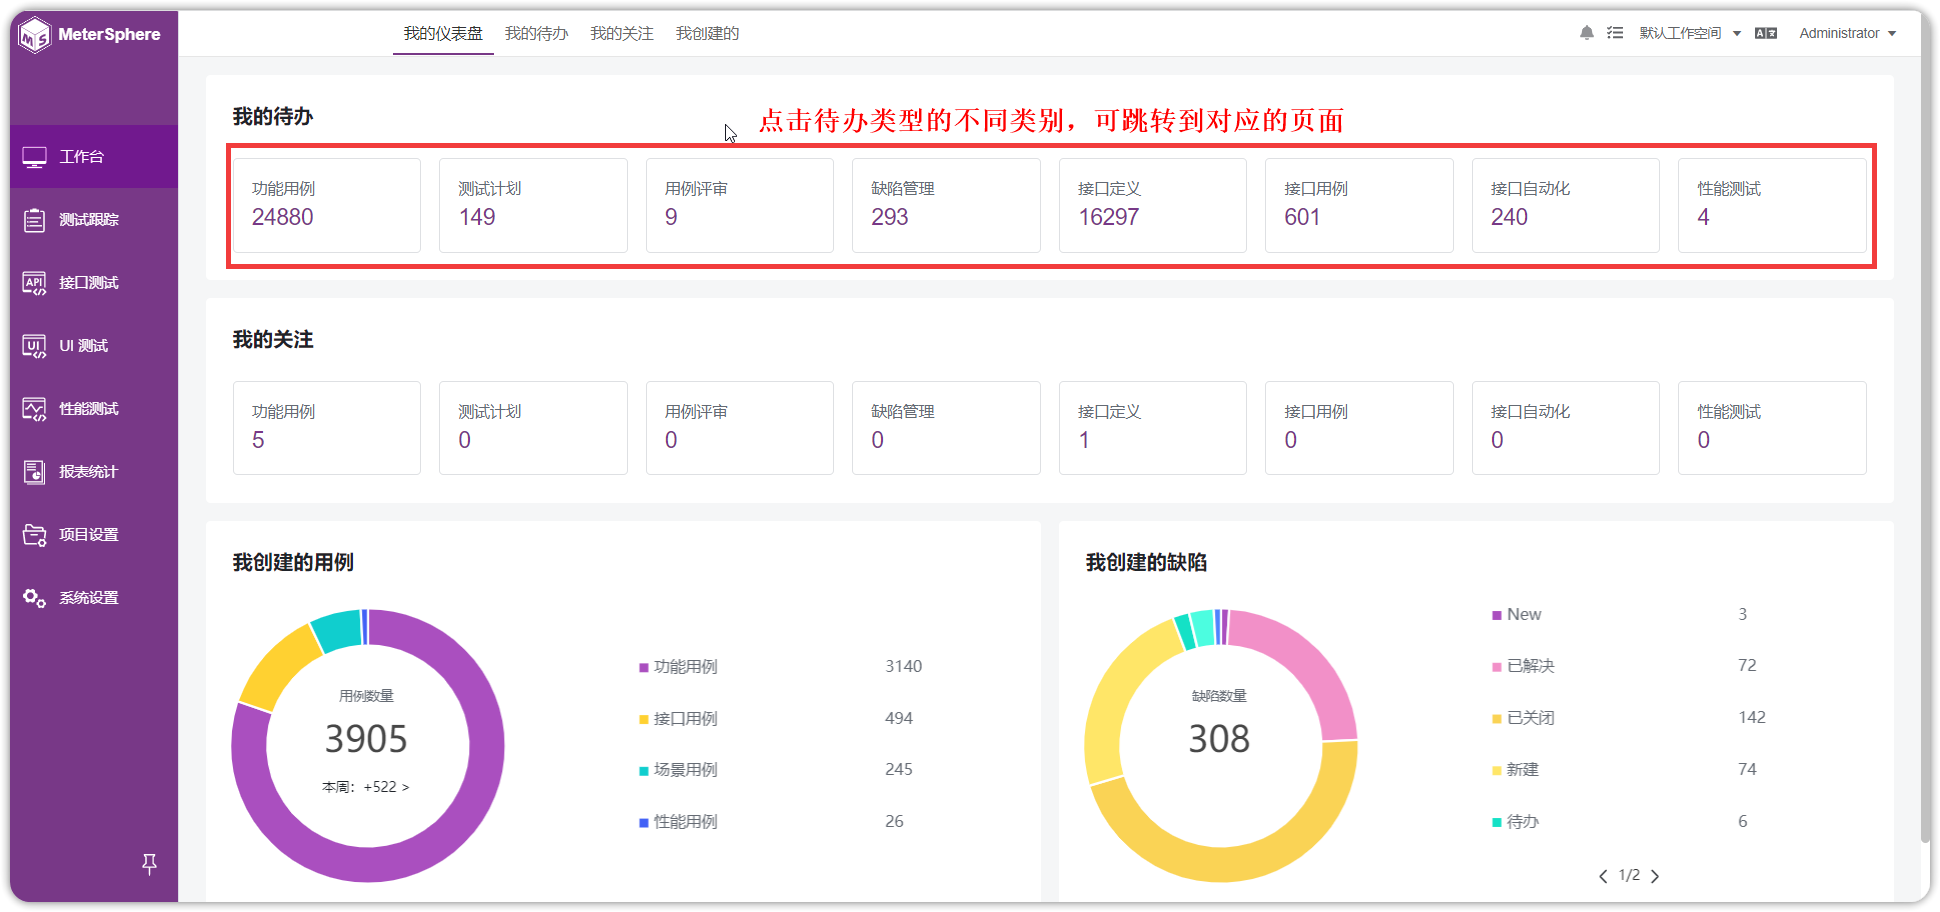 MeterSphere
我的仪表盘 我的待办 我的关注 我创建的
默认工作空间
Administrator
工作台
测试跟踪
接口测试
UI 测试
性能测试
报表统计
项目设置
系统设置
我的待办
点击待办类型的不同类别，可跳转到对应的页面
功能用例 测试计划 用例评审 缺陷管理 接口定义 接口用例 接口自动化 性能测试
24880 149 9 293 16297 601 240 4
我的关注
功能用例 测试计划 用例评审 缺陷管理 接口定义 接口用例 接口自动化 性能测试
5 0 0 0 1 0 0 0
我创建的用例
用例数量
3905
本周：+522 >
功能用例 3140
接口用例 494
场景用例 245
性能用例 26
我创建的缺陷
缺陷数量
308
New 3
已解决 72
已关闭 142
新建 74
待办 6
1/2